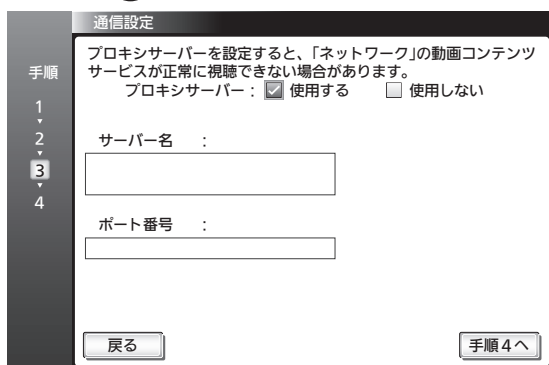 通信設定
プロキシサーバーを設定すると、「ネットワーク」の動画コンテンツ
サービスが正常に視聴できない場合があります。
プロキシサーバー： 使用する 使用しない
手順
1
2
3
4
サーバー名 ：
ポート番号 ：
戻る
手順4へ